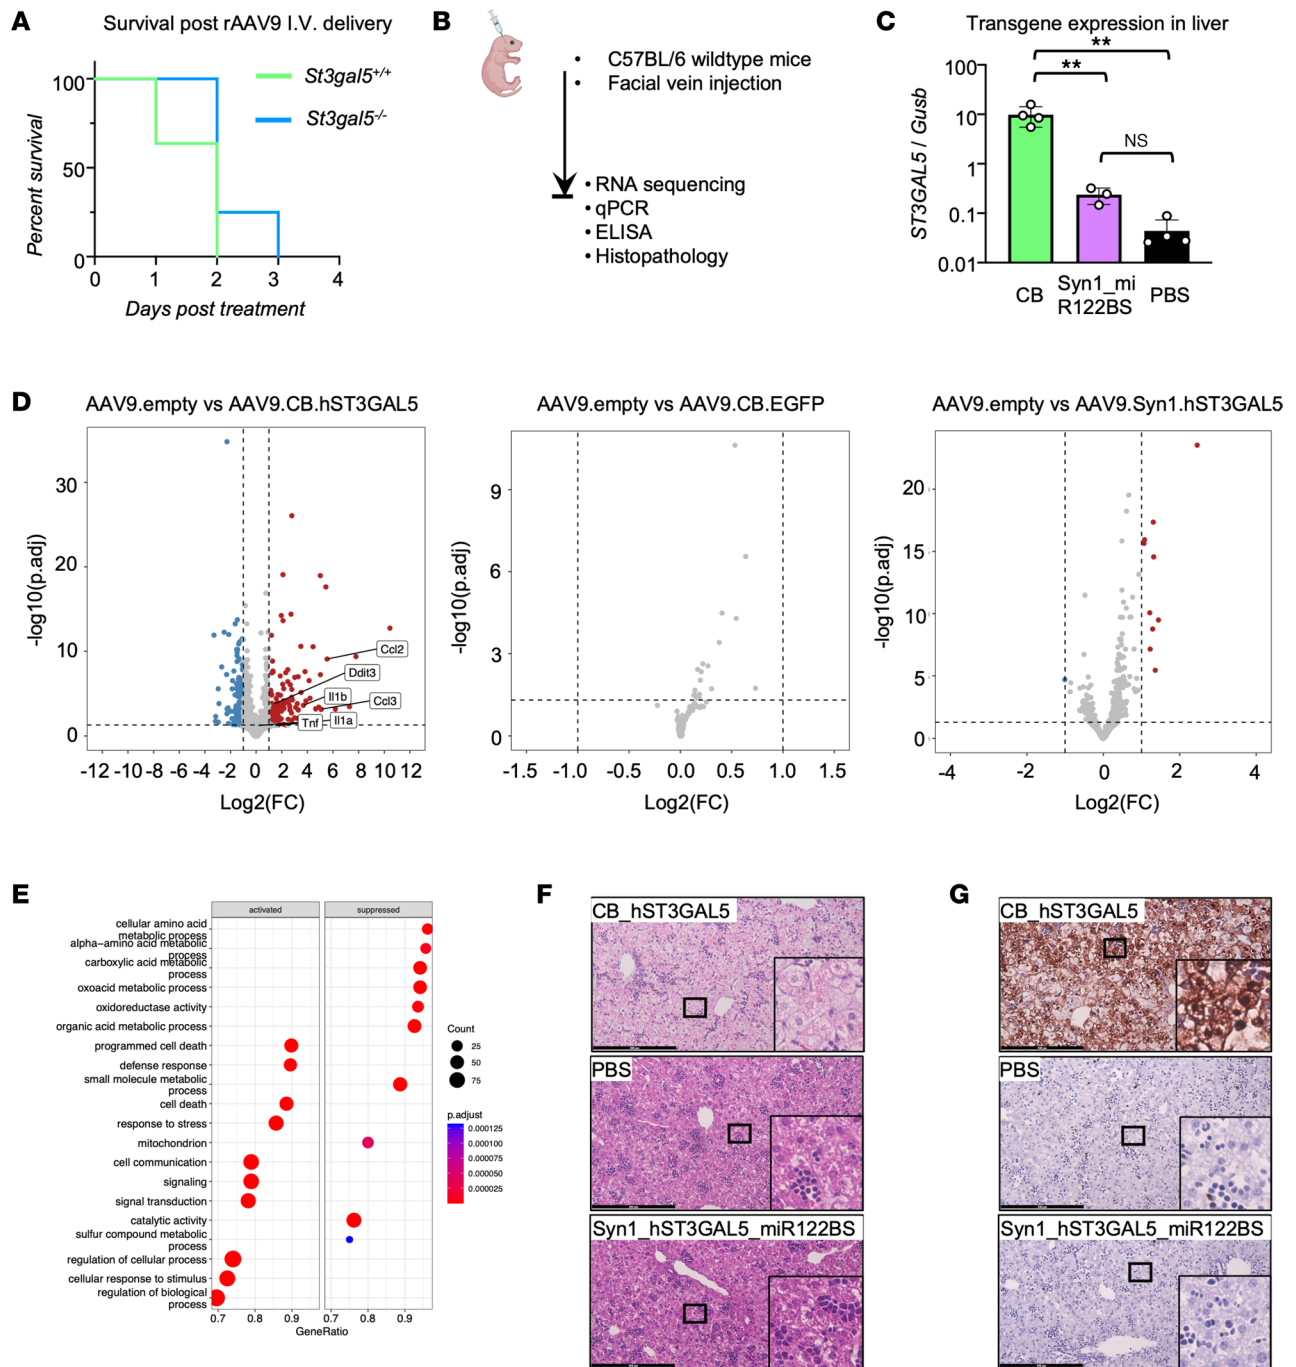 A
Survival post rAAV9 I.V. delivery
Percent survival
100
50
0
0 1 2 3 4
Days post treatment
St3gal5+/+
St3gal5-/-
B
• C57BL/6 wildtype mice
• Facial vein injection
• RNA sequencing
• qPCR
• ELISA
• Histopathology
C
Transgene expression in liver
ST3GAL5 / Gusb
100
10
1
0.1
0.01
**
**
NS
CB
Syn1_mi
R122BS
PBS
D
AAV9.empty vs AAV9.CB.hST3GAL5
-log10(p.adj)
30
20
10
0
Ccl2
Ddit3
Il1b
Ccl3
Tnf
Il1a
-12 -10 -8 -6 -4 -2 0 2 4 6 8 10 12
Log2(FC)
AAV9.empty vs AAV9.CB.EGFP
-log10(p.adj)
9
6
3
0
-1.5 -1.0 -0.5 0.0 0.5 1.0 1.5
Log2(FC)
AAV9.empty vs AAV9.Syn1.hST3GAL5
-log10(p.adj)
20
15
10
5
0
-4 -2 0 2 4
Log2(FC)
E
activated
suppressed
cellular amino acid
metabolic process
alpha−amino acid metabolic
process
carboxylic acid metabolic
process
oxoacid metabolic process
oxidoreductase activity
organic acid metabolic process
programmed cell death
defense response
small molecule metabolic
process
cell death
response to stress
mitochondrion
cell communication
signaling
signal transduction
catalytic activity
sulfur compound metabolic
process
regulation of cellular process
cellular response to stimulus
regulation of biological
process
0.7 0.8 0.9
0.7 0.8 0.9
GeneRatio
Count
25
50
75
p.adjust
0.000125
0.000100
0.000075
0.000050
0.000025
F
CB_hST3GAL5
PBS
Syn1_hST3GAL5_miR122BS
G
CB_hST3GAL5
PBS
Syn1_hST3GAL5_miR122BS